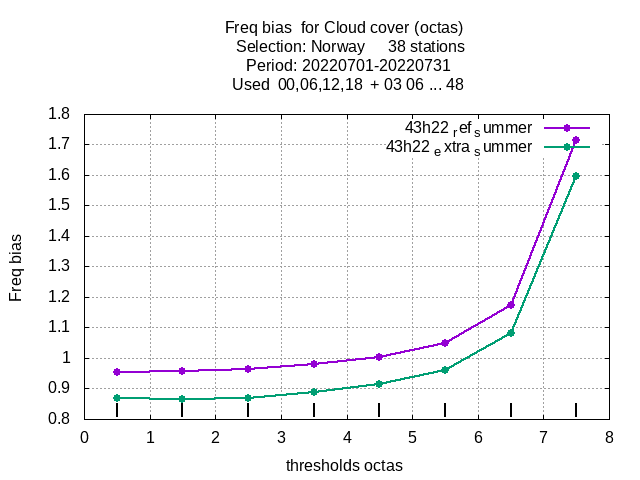 Freq bias  for Cloud cover (octas)
Selection: Norway     38 stations
Period: 20220701-20220731
Used  00,06,12,18  + 03 06 ... 48
43h22 ref summer
43h22 extra summer
1.8
1.7
1.6
1.5
1.4
1.3
1.2
1.1
1
0.9
0.8
Freq bias
0 1 2 3 4 5 6 7 8
thresholds octas